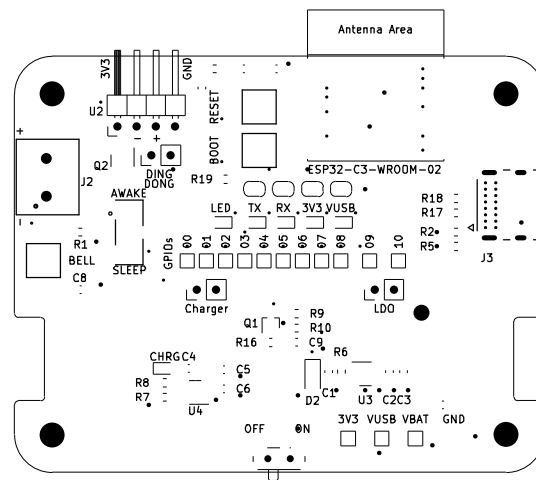 Antenna Area
3V3
GND
U2
RESET
BOOT
- +
Q2
DING
DONG
ESP32-C3-WROOM-02
R19
+
J2
-
AWAKE
SLEEP
LED TX RX 3V3 VUSB
R18
R17
R2
R5
J3
R1
BELL
C8
GPIOs
00 01 02 03 04 05 06 07 08 09 10
Charger
LDO
R9
Q1
R10
R16
C9
R6
CHRG
C4
C5
R8
C6
R7
U4
D2
C1
U3
C2
C3
OFF ON
3V3 VUSB VBAT GND